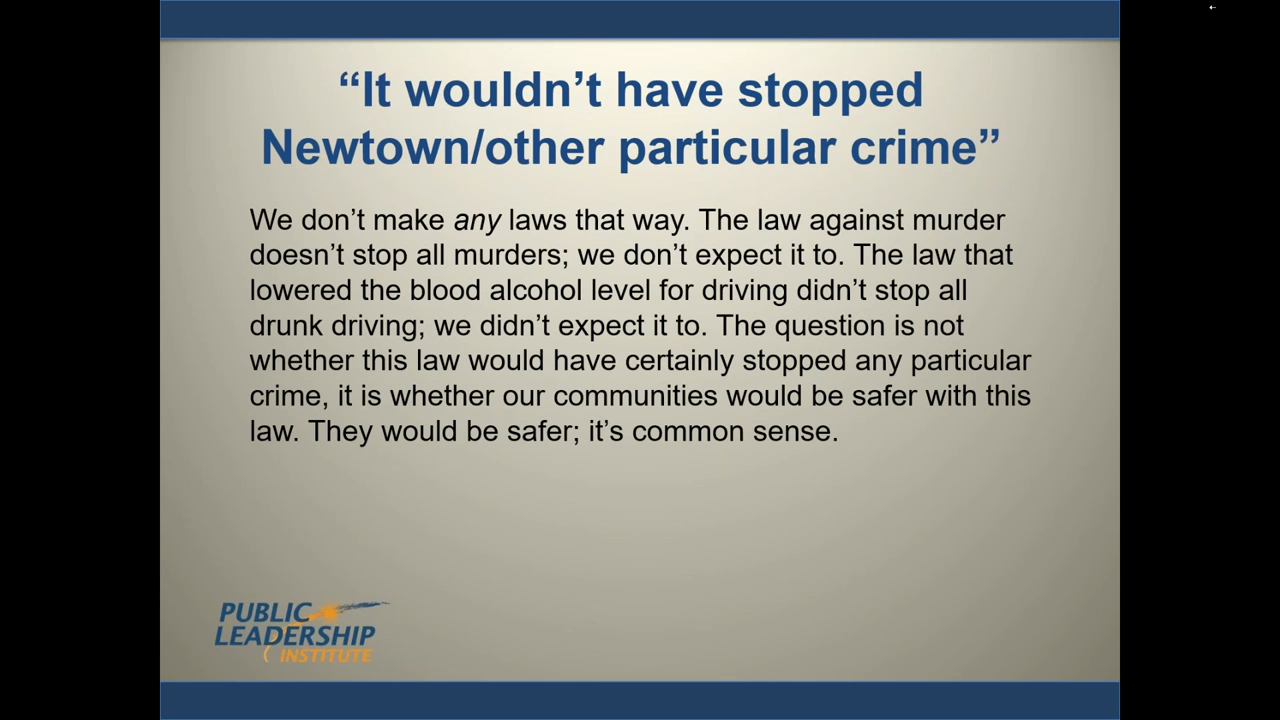 “It wouldn’t have stopped
Newtown/other particular crime”
We don’t make any laws that way. The law against murder
doesn’t stop all murders; we don’t expect it to. The law that
lowered the blood alcohol level for driving didn’t stop all
drunk driving; we didn’t expect it to. The question is not
whether this law would have certainly stopped any particular
crime, it is whether our communities would be safer with this
law. They would be safer; it’s common sense.
PUBLIC
LEADERSHIP
INSTITUTE